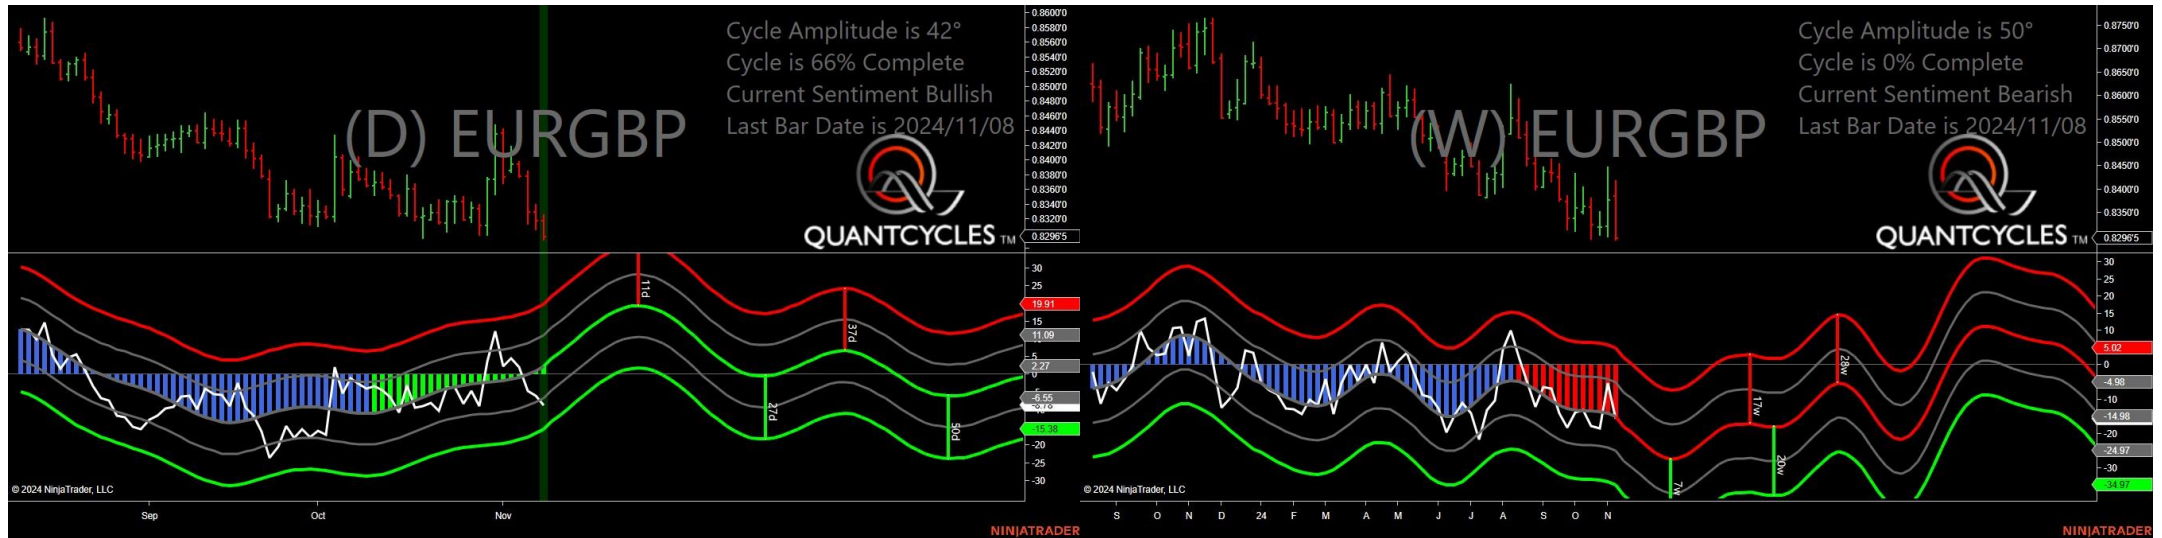 Cycle Amplitude is 42°
Cycle is 66% Complete
Current Sentiment Bullish
Last Bar Date is 2024/11/08
(D) EURGBP
QUANTCYCLES TM
0.8600'0
0.8580'0
0.8560'0
0.8540'0
0.8520'0
0.8500'0
0.8480'0
0.8460'0
0.8440'0
0.8420'0
0.8400'0
0.8380'0
0.8360'0
0.8340'0
0.8320'0
0.8296'5
30
25
19.91
15
11.09
5
2.27
-6.55
-15.38
-20
-25
-30
11d
27d
37d
50d
© 2024 NinjaTrader, LLC
Sep
Oct
Nov
NINJATRADER
Cycle Amplitude is 50°
Cycle is 0% Complete
Current Sentiment Bearish
Last Bar Date is 2024/11/08
(W) EURGBP
QUANTCYCLES TM
0.8750'0
0.8700'0
0.8650'0
0.8600'0
0.8550'0
0.8500'0
0.8450'0
0.8400'0
0.8350'0
0.8296'5
30
20
15
10
5.02
0
-4.98
-10
-14.98
-20
-24.97
-30
-34.97
7w
17w
20w
28w
© 2024 NinjaTrader, LLC
S O N D 24 F M A M J J A S O N
NINJATRADER